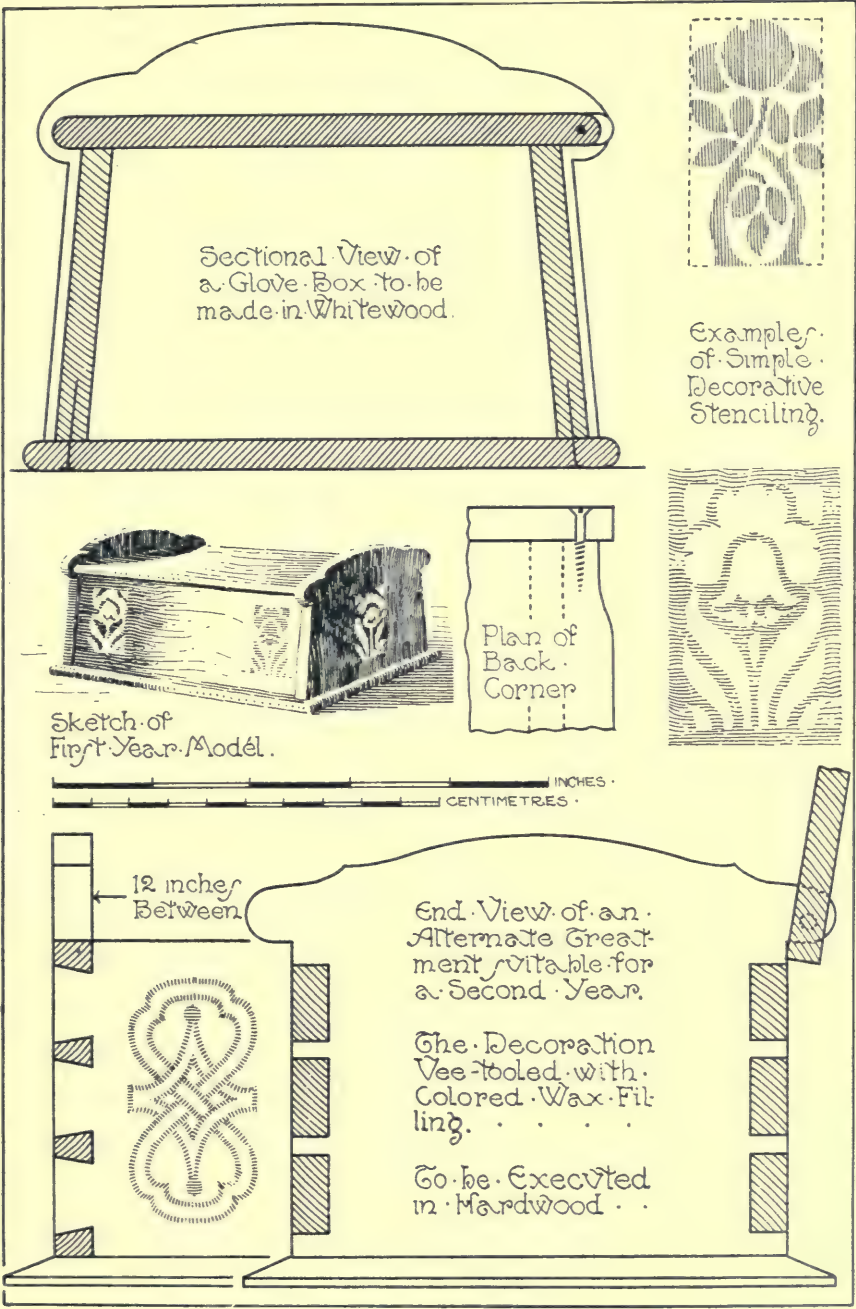 Sectional · View · of
a · Glove · Box · to · be
made · in · Whitewood.
Examples ·
of · Simple ·
Decorative
Stenciling.
Plan of
Back ·
Corner
Sketch · of
First · Year · Model .
INCHES ·
CENTIMETRES ·
12 inches
Between
End · View · of · an ·
Alternate Treat-
ment suitable · for
a · Second · Year.
The · Decoration
Vee-tooled · with ·
Colored · Wax · Fil-
ling. · · · ·
To · be · Executed
in · Hardwood · ·